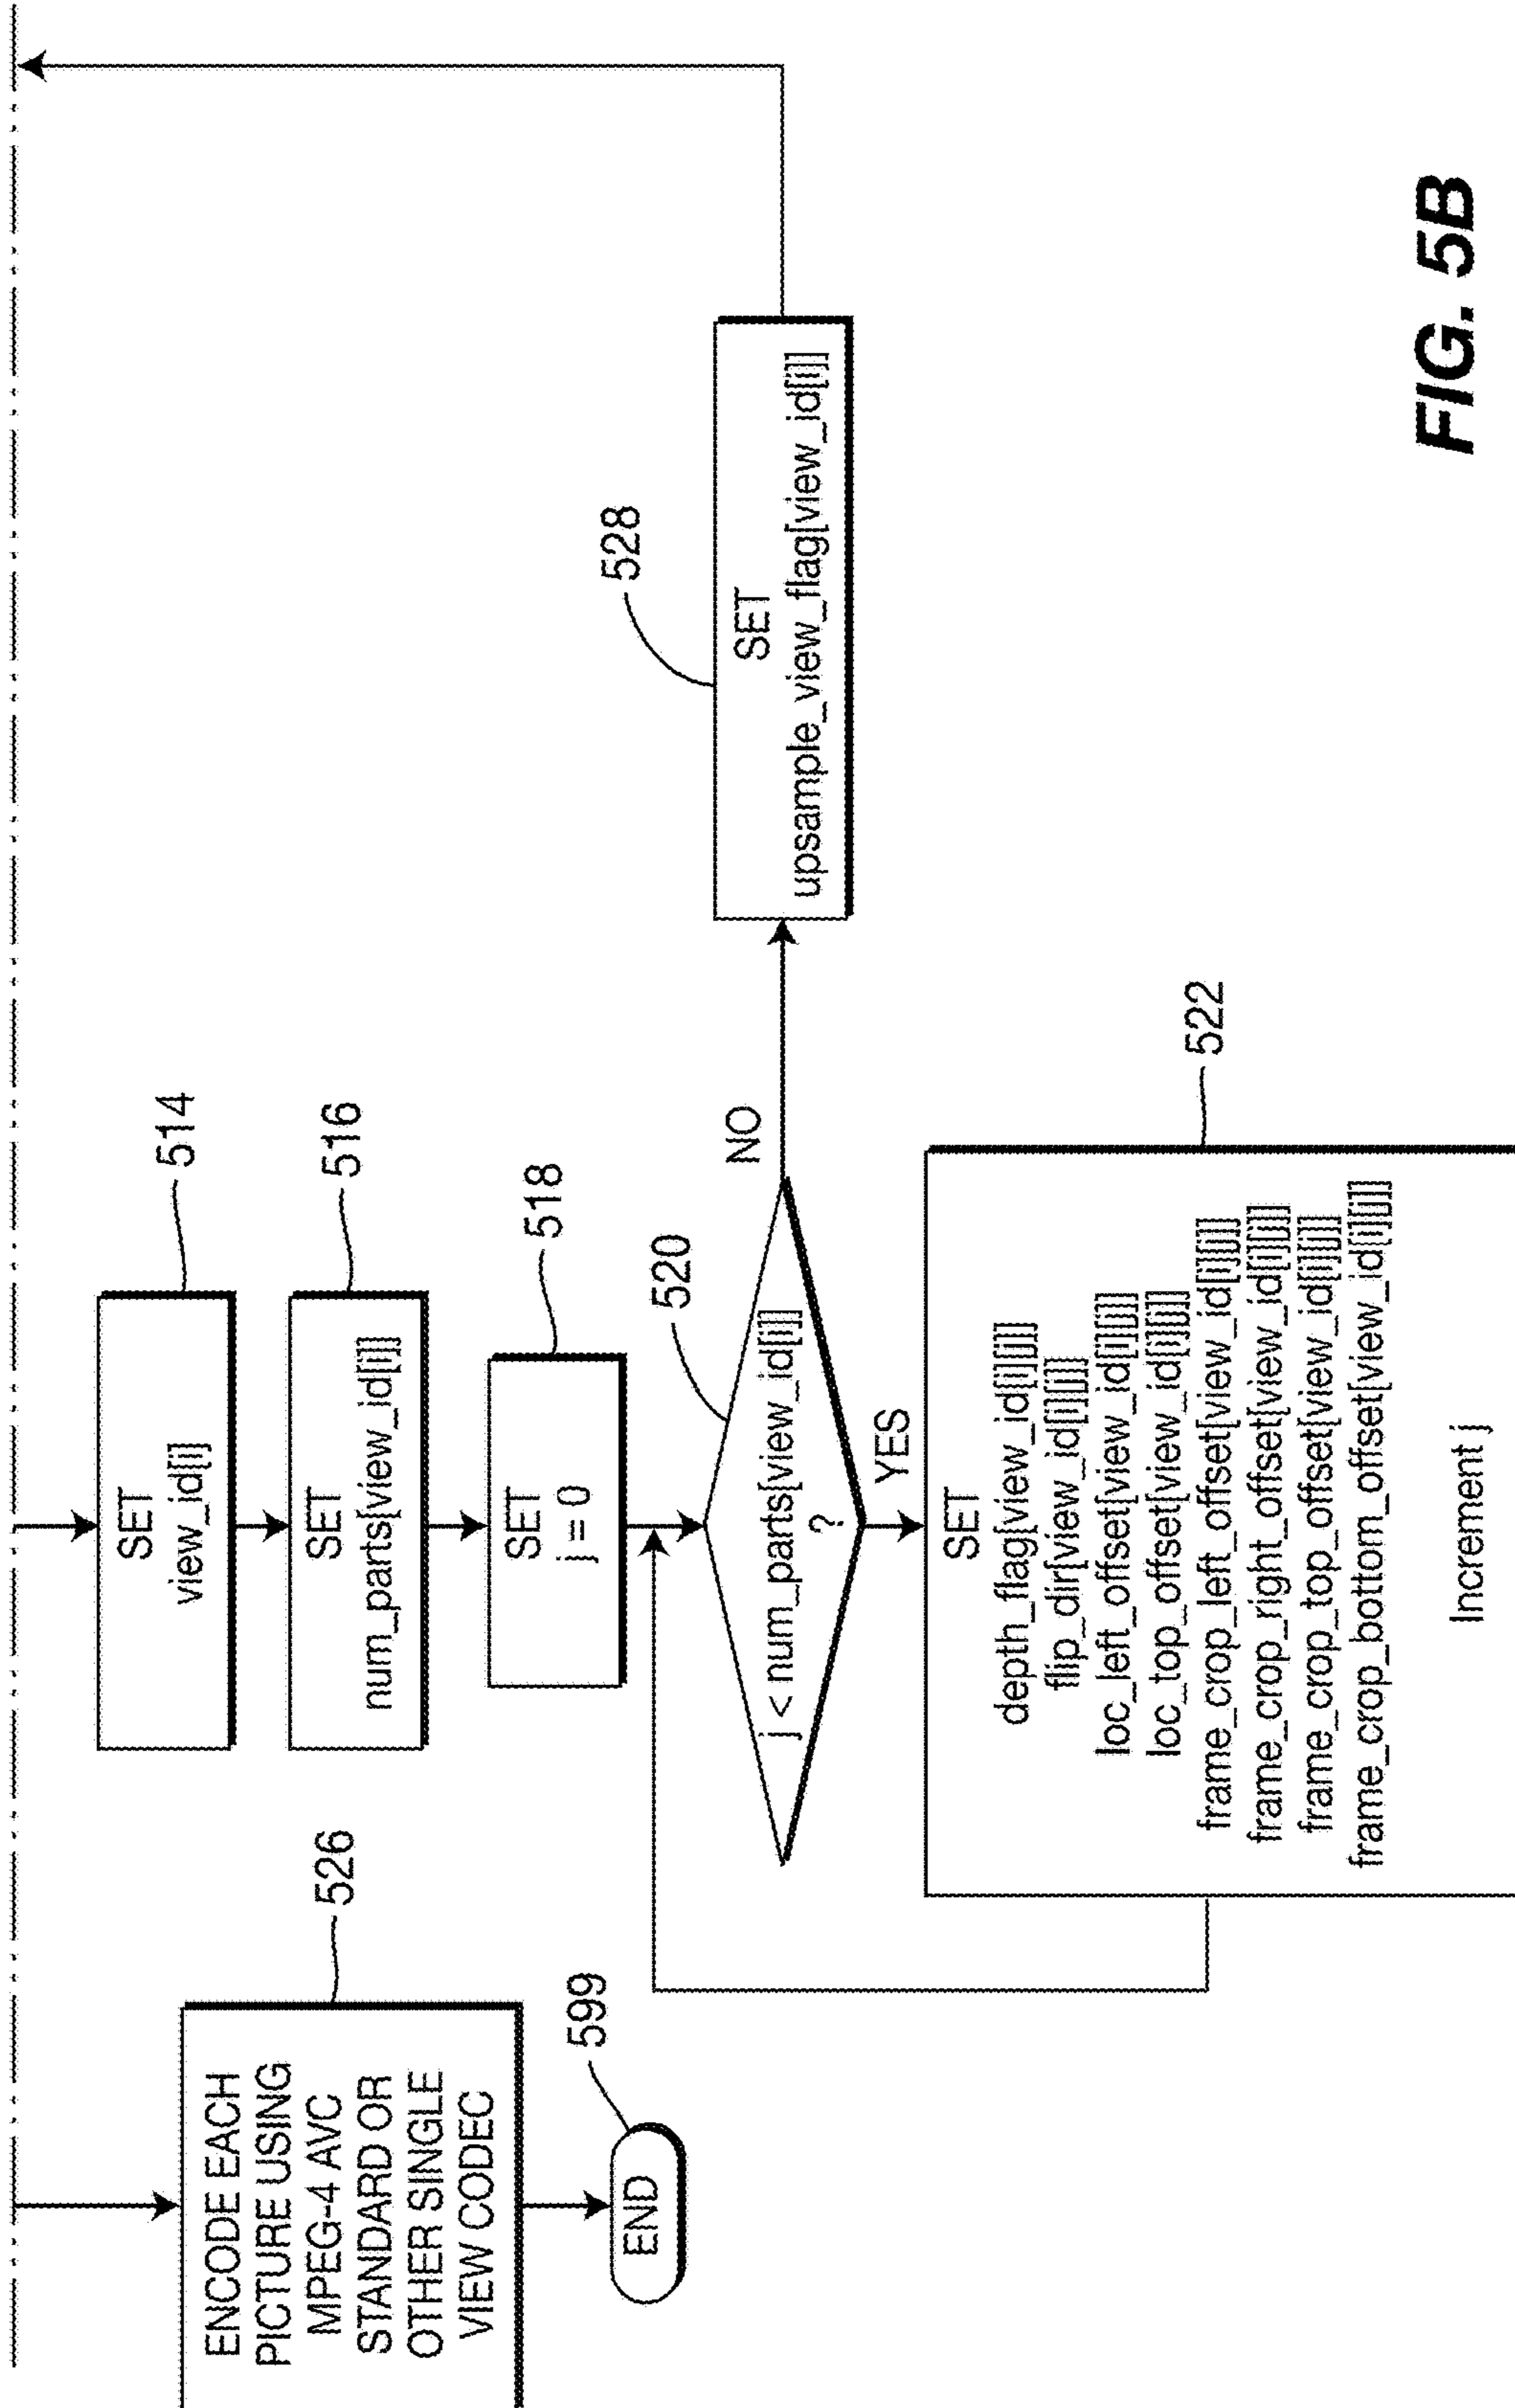 514
SET
view_id[i]
516
SET
num_parts[view_id[i]]
518
SET
j = 0
520
j < num_parts[view_id[i]]
?
NO
YES
522
SET
depth_flag[view_id[i][j]]
flip_dir[view_id[i][j]]
loc_left_offset[view_id[i][j]]
loc_top_offset[view_id[i][j]]
frame_crop_left_offset[view_id[i][j]]
frame_crop_right_offset[view_id[i][j]]
frame_crop_top_offset[view_id[i][j]]
frame_crop_bottom_offset[view_id[i][j]]
Increment j
528
SET
upsample_view_flag[view_id[i]]
526
ENCODE EACH
PICTURE USING
MPEG-4 AVC
STANDARD OR
OTHER SINGLE
VIEW CODEC
599
END
FIG. 5B